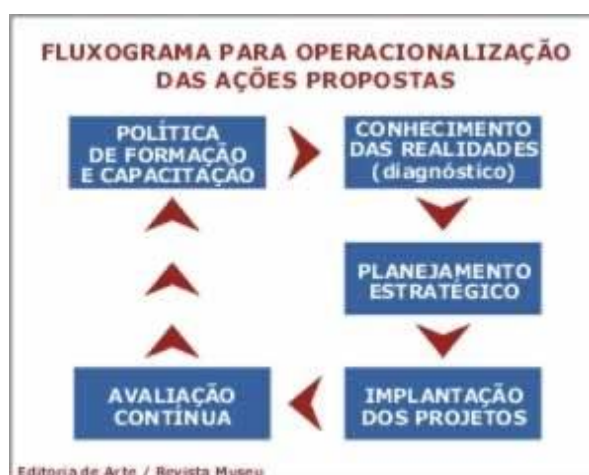 FLUXOGRAMA PARA OPERACIONALIZAÇÃO
DAS AÇÕES PROPOSTAS
POLÍTICA
DE FORMAÇÃO
E CAPACITAÇÃO
CONHECIMENTO
DAS REALIDADES
(diagnóstico)
PLANEJAMENTO
ESTRATÉGICO
IMPLANTAÇÃO
DOS PROJETOS
AVALIAÇÃO
CONTÍNUA
Editoria de Arte / Revista Museu